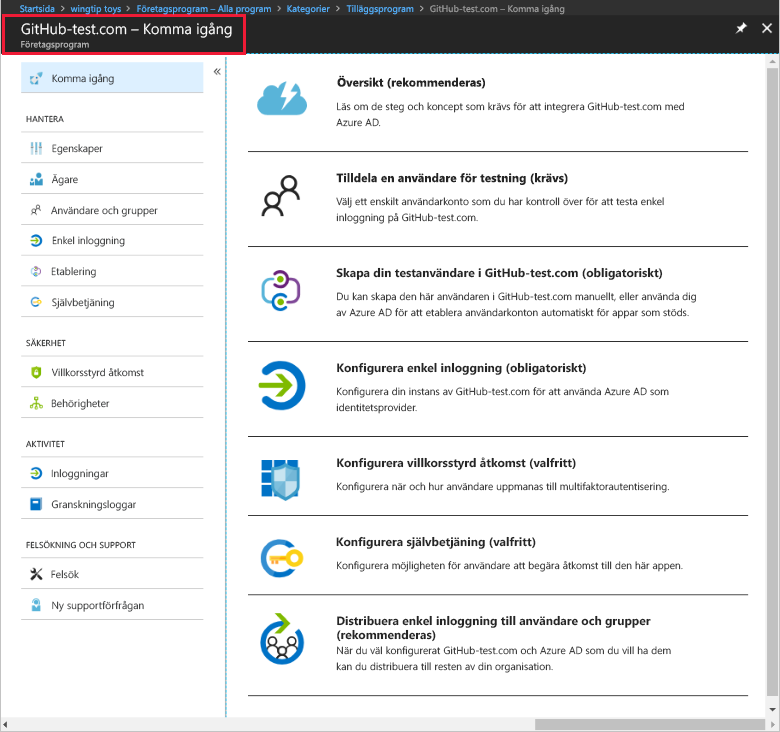 Startsida > wingtip toys > Företagsprogram – Alla program > Kategorier > Tilläggsprogram > GitHub-test.com – Komma igång
GitHub-test.com – Komma igång
Företagsprogram
Komma igång
HANTERA
Egenskaper
Ägare
Användare och grupper
Enkel inloggning
Etablering
Självbetjäning
SÄKERHET
Villkorsstyrd åtkomst
Behörigheter
AKTIVITET
Inloggningar
Granskningsloggar
FELSÖKNING OCH SUPPORT
Felsök
Ny supportförfrågan
Översikt (rekommenderas)
Läs om de steg och koncept som krävs för att integrera GitHub-test.com med
Azure AD.
Tilldela en användare för testning (krävs)
Välj ett enskilt användarkonto som du har kontroll över för att testa enkel
inloggning på GitHub-test.com.
Skapa din testanvändare i GitHub-test.com (obligatoriskt)
Du kan skapa den här användaren i GitHub-test.com manuellt, eller använda dig
av Azure AD för att etablera användarkonton automatiskt för appar som stöds.
Konfigurera enkel inloggning (obligatoriskt)
Konfigurera din instans av GitHub-test.com för att använda Azure AD som
identitetsprovider.
Konfigurera villkorsstyrd åtkomst (valfritt)
Konfigurera när och hur användare uppmanas till multifaktorautentisering.
Konfigurera självbetjäning (valfritt)
Konfigurera möjligheten för användare att begära åtkomst till den här appen.
Distribuera enkel inloggning till användare och grupper
(rekommenderas)
När du väl konfigurerat GitHub-test.com och Azure AD som du vill ha dem
kan du distribuera till resten av din organisation.